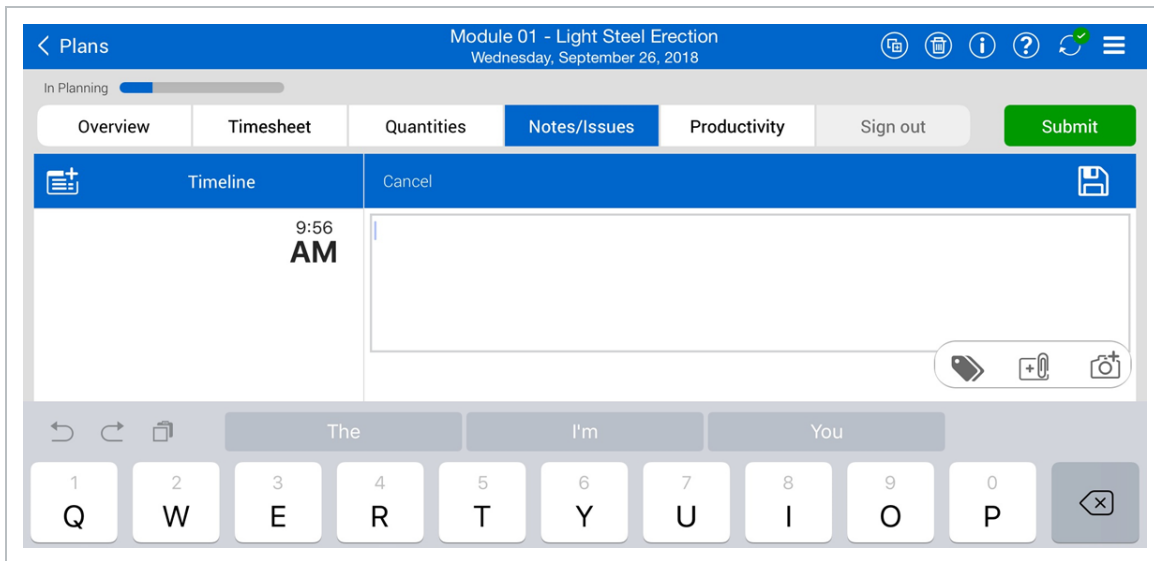 Plans
Module 01 - Light Steel Erection
Wednesday, September 26, 2018
In Planning
Overview Timesheet Quantities Notes/Issues Productivity Sign out Submit
Timeline Cancel
9:56
AM
The I'm You
1 2 3 4 5 6 7 8 9 0
Q W E R T Y U I O P